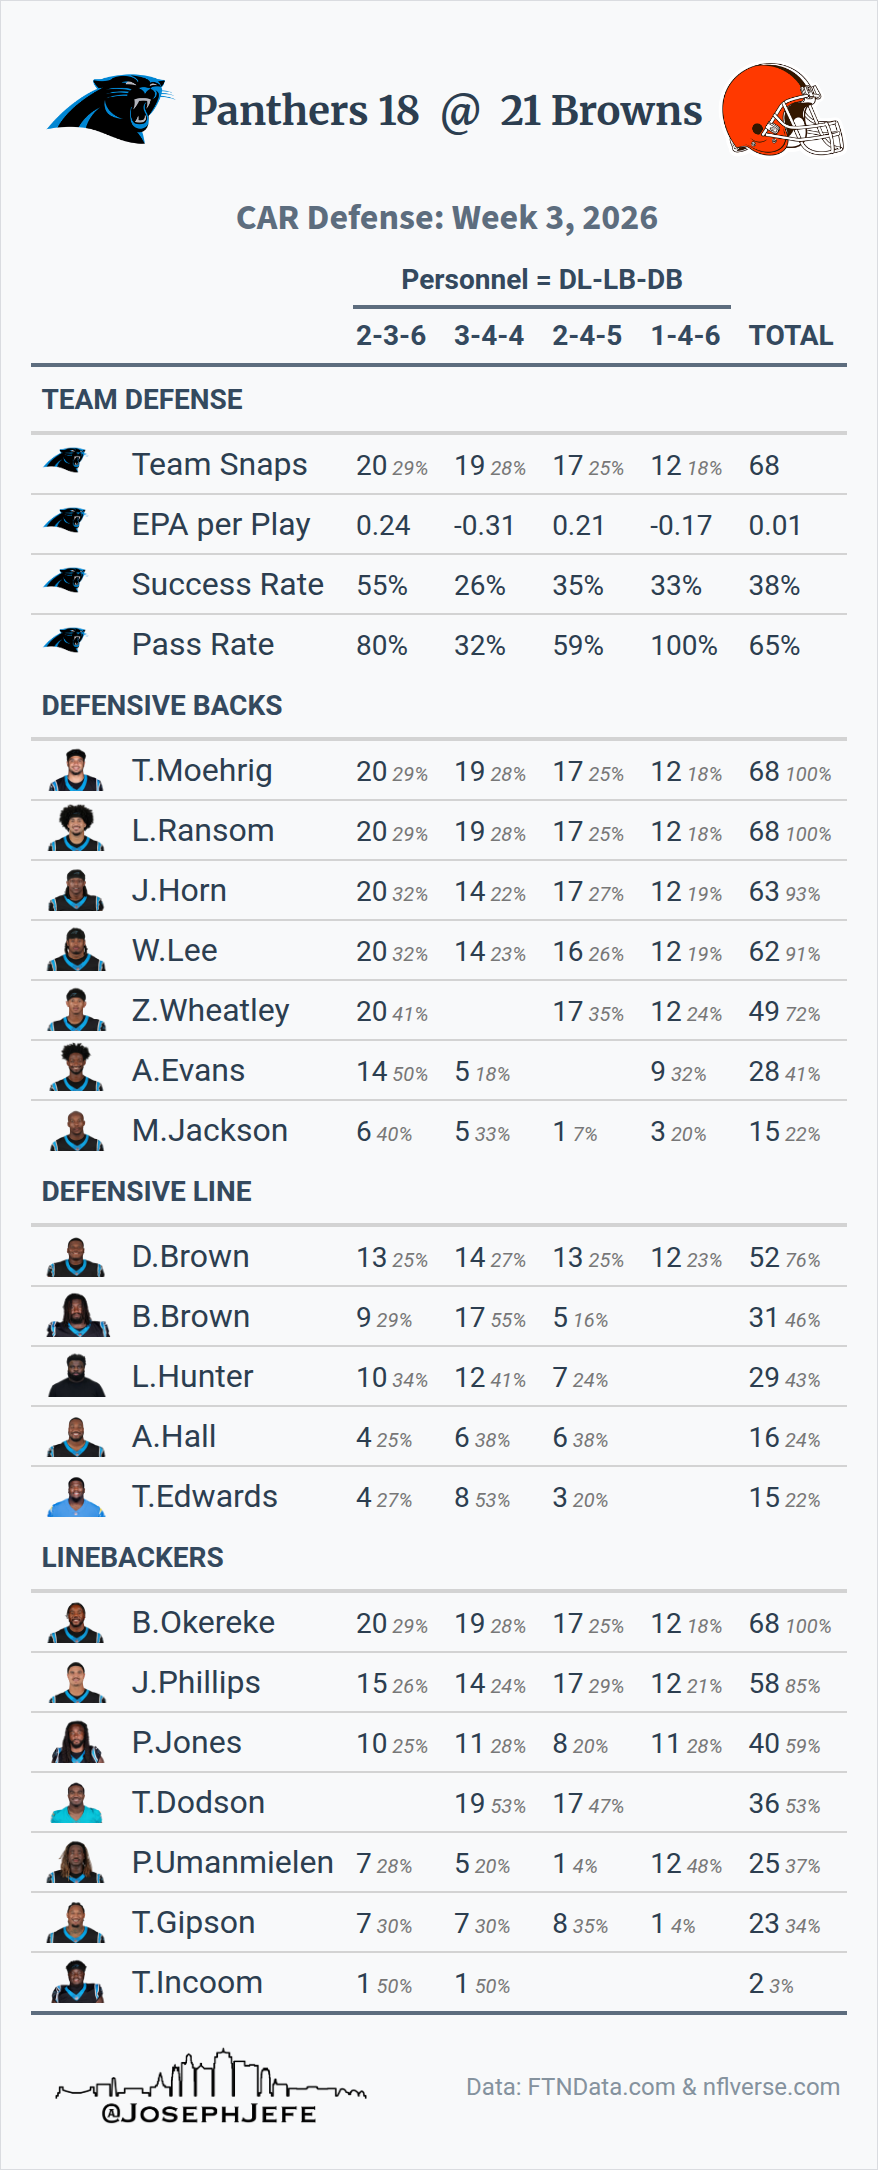 Panthers 18 @ 21 Browns
CAR Defense: Week 3, 2026
Personnel = DL-LB-DB
2-3-6 3-4-4 2-4-5 1-4-6 TOTAL
TEAM DEFENSE
Team Snaps 20 29% 19 28% 17 25% 12 18% 68
EPA per Play 0.24 -0.31 0.21 -0.17 0.01
Success Rate 55% 26% 35% 33% 38%
Pass Rate 80% 32% 59% 100% 65%
DEFENSIVE BACKS
T.Moehrig 20 29% 19 28% 17 25% 12 18% 68 100%
L.Ransom 20 29% 19 28% 17 25% 12 18% 68 100%
J.Horn 20 32% 14 22% 17 27% 12 19% 63 93%
W.Lee 20 32% 14 23% 16 26% 12 19% 62 91%
Z.Wheatley 20 41% 17 35% 12 24% 49 72%
A.Evans 14 50% 5 18% 9 32% 28 41%
M.Jackson 6 40% 5 33% 1 7% 3 20% 15 22%
DEFENSIVE LINE
D.Brown 13 25% 14 27% 13 25% 12 23% 52 76%
B.Brown 9 29% 17 55% 5 16% 31 46%
L.Hunter 10 34% 12 41% 7 24% 29 43%
A.Hall 4 25% 6 38% 6 38% 16 24%
T.Edwards 4 27% 8 53% 3 20% 15 22%
LINEBACKERS
B.Okereke 20 29% 19 28% 17 25% 12 18% 68 100%
J.Phillips 15 26% 14 24% 17 29% 12 21% 58 85%
P.Jones 10 25% 11 28% 8 20% 11 28% 40 59%
T.Dodson 19 53% 17 47% 36 53%
P.Umanmielen 7 28% 5 20% 1 4% 12 48% 25 37%
T.Gipson 7 30% 7 30% 8 35% 1 4% 23 34%
T.Incoom 1 50% 1 50% 2 3%
@JOSEPHJEFE
Data: FTNData.com & nflverse.com